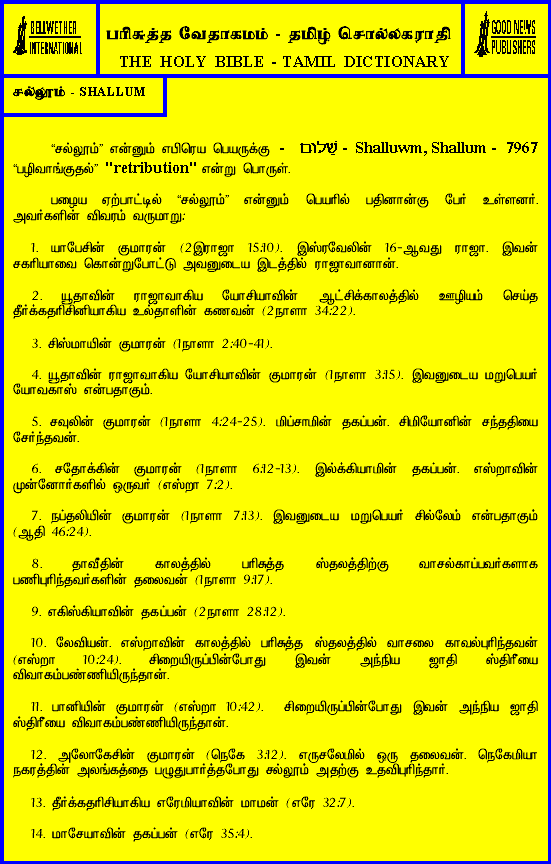 BELLWETHER
INTERNATIONAL
பரிசுத்த வேதாகமம் - தமிழ் சொல்லகராதி
THE HOLY BIBLE - TAMIL DICTIONARY
GOOD NEWS
PUBLISHERS
சல்லூம் - SHALLUM
“சல்லூம்” என்னும் எபிரெய பெயருக்கு - שַׁלּוּם - Shalluwm, Shallum - 7967
“பழிவாங்குதல்” "retribution" என்று பொருள்.
பழைய ஏற்பாட்டில் “சல்லூம்” என்னும் பெயரில் பதினான்கு பேர் உள்ளனர்.
அவர்களின் விவரம் வருமாறு:
1. யாபேசின் குமாரன் (2இராஜா 15:10). இஸ்ரவேலின் 16-ஆவது ராஜா. இவன்
சகரியாவை கொன்றுபோட்டு அவனுடைய இடத்தில் ராஜாவானான்.
2. யூதாவின் ராஜாவாகிய யோசியாவின் ஆட்சிக்காலத்தில் ஊழியம் செய்த
தீர்க்கதரிசினியாகிய உல்தாளின் கணவன் (2நாளா 34:22).
3. சிஸ்மாயின் குமாரன் (1நாளா 2:40-41).
4. யூதாவின் ராஜாவாகிய யோசியாவின் குமாரன் (1நாளா 3:15). இவனுடைய மறுபெயர்
யோவகாஸ் என்பதாகும்.
5. சவுலின் குமாரன் (1நாளா 4:24-25). மிப்சாமின் தகப்பன். சிமியோனின் சந்ததியை
சேர்ந்தவன்.
6. சதோக்கின் குமாரன் (1நாளா 6:12-13). இல்க்கியாமின் தகப்பன். எஸ்றாவின்
முன்னோர்களில் ஒருவர் (எஸ்றா 7:2).
7. நப்தலியின் குமாரன் (1நாளா 7:13). இவனுடைய மறுபெயர் சில்லேம் என்பதாகும்
(ஆதி 46:24).
8. தாவீதின் காலத்தில் பரிசுத்த ஸ்தலத்திற்கு வாசல்காப்பவர்களாக
பணிபுரிந்தவர்களின் தலைவன் (1நாளா 9:17).
9. எகிஸ்கியாவின் தகப்பன் (2நாளா 28:12).
10. லேவியன். எஸ்றாவின் காலத்தில் பரிசுத்த ஸ்தலத்தில் வாசலை காவல்புரிந்தவன்
(எஸ்றா 10:24). சிறையிருப்பின்போது இவன் அந்நிய ஜாதி ஸ்திரீயை
விவாகம்பண்ணியிருந்தான்.
11. பானியின் குமாரன் (எஸ்றா 10:42). சிறையிருப்பின்போது இவன் அந்நிய ஜாதி
ஸ்திரீயை விவாகம்பண்ணியிருந்தான்.
12. அலோகேசின் குமாரன் (நெகே 3:12). எருசலேமில் ஒரு தலைவன். நெகேமியா
நகரத்தின் அலங்கத்தை பழுதுபார்த்தபோது சல்லூம் அதற்கு உதவிபுரிந்தார்.
13. தீர்க்கதரிசியாகிய எரேமியாவின் மாமன் (எரே 32:7).
14. மாசேயாவின் தகப்பன் (எரே 35:4).